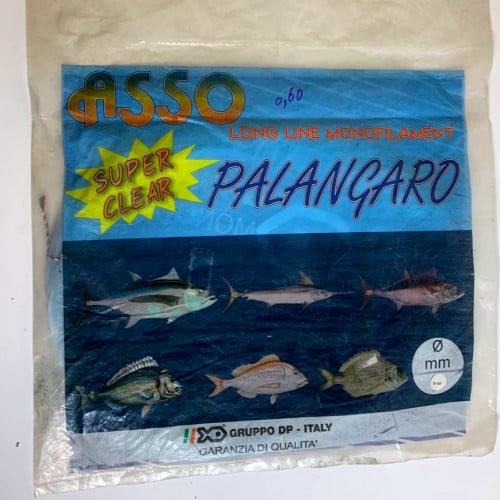 ASSO
0,60
LONG LINE MONOFILAMENT
SUPER
CLEAR
PALANGARO
Ø
mm
GRUPPO DP - ITALY
GARANZIA DI QUALITA'